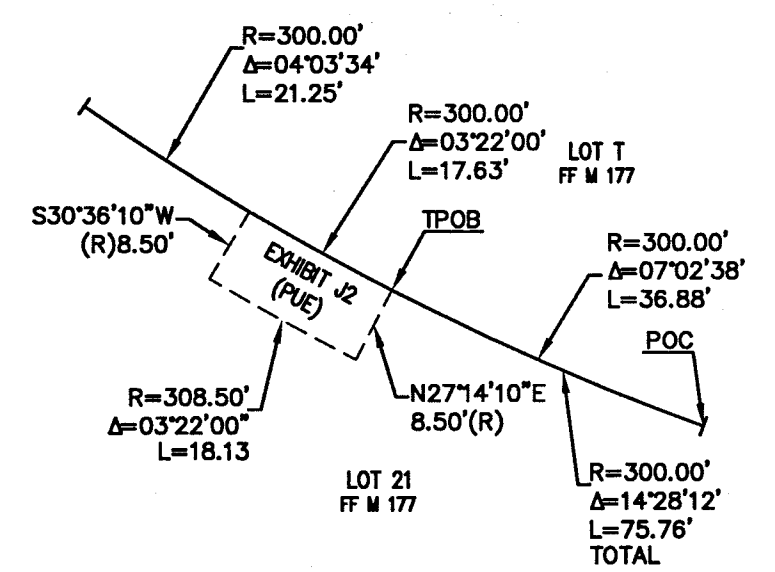 R=300.00'
Δ=04°03'34'
L=21.25'
R=300.00'
Δ=03°22'00'
L=17.63'
LOT T
FF M 177
S30°36'10"W
(R)8.50'
TPOB
EXHIBIT J2
(PUE)
R=300.00'
Δ=07°02'38'
L=36.88'
POC
R=308.50'
Δ=03°22'00"
L=18.13
N27°14'10"E
8.50'(R)
LOT 21
FF M 177
R=300.00'
Δ=14°28'12'
L=75.76'
TOTAL